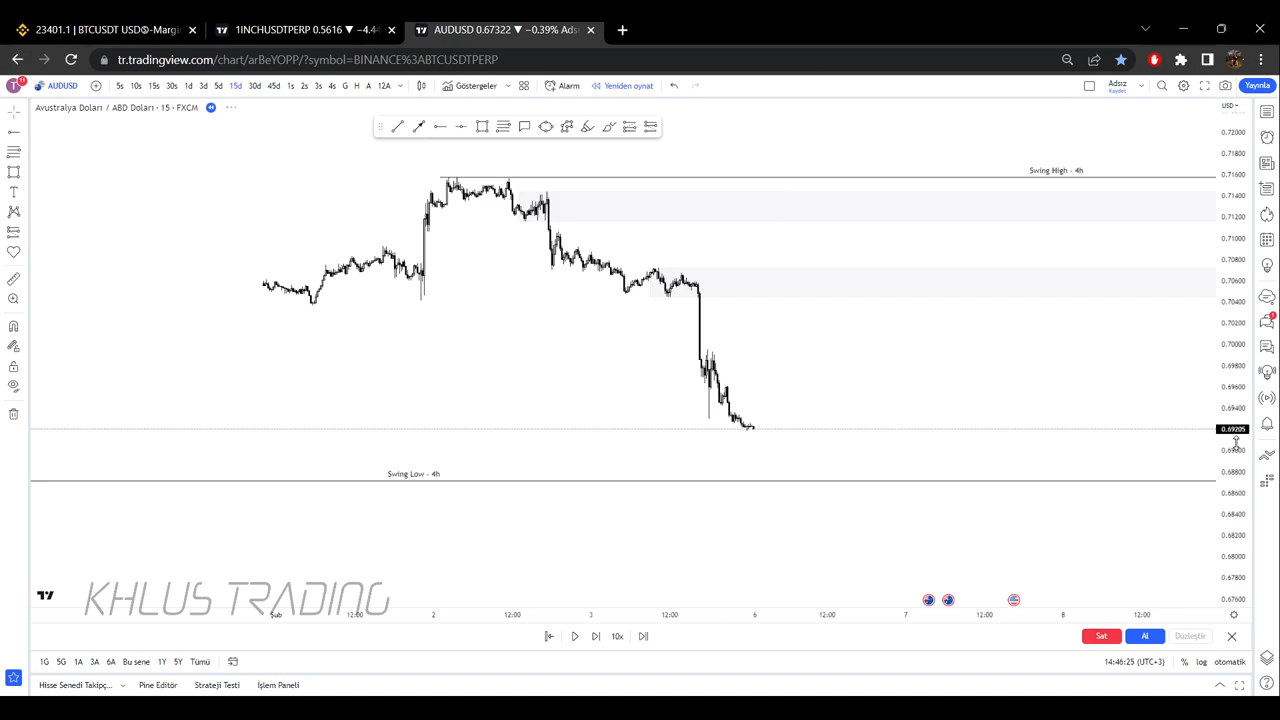 23401.1 | BTCUSDT USDⓈ-Margi
1INCHUSDTPERP 0.5616 ▼ −4.4
AUDUSD 0.67322 ▼ −0.39% Ads
tr.tradingview.com/chart/arBeYOPP/?symbol=BINANCE%3ABTCUSDTPERP
T 11 AUDUSD 5s 10s 15s 30s 1d 3d 5d 15d 30d 45d 1s 2s 3s 4s G H A 12A Göstergeler Alarm Yeniden oynat Adsız Kaydet Yayınla
Avustralya Doları / ABD Doları · 15 · FXCM
USD
0.72000
0.71800
0.71600
Swing High - 4h
0.71400
0.71200
0.71000
0.70800
0.70600
0.70400
0.70200
0.70000
0.69800
0.69600
0.69400
0.69205
0.68800
Swing Low - 4h
0.68600
0.68400
0.68200
0.68000
0.67800
0.67600
KHLUS TRADING
Şub 12:00 2 12:00 3 12:00 6 12:00 7 12:00 8 12:00
10x
Sat Al Düzleştir
1G 5G 1A 3A 6A Bu sene 1Y 5Y Tümü
14:46:25 (UTC+3) % log otomatik
Hisse Senedi Takipç... Pine Editör Strateji Testi İşlem Paneli